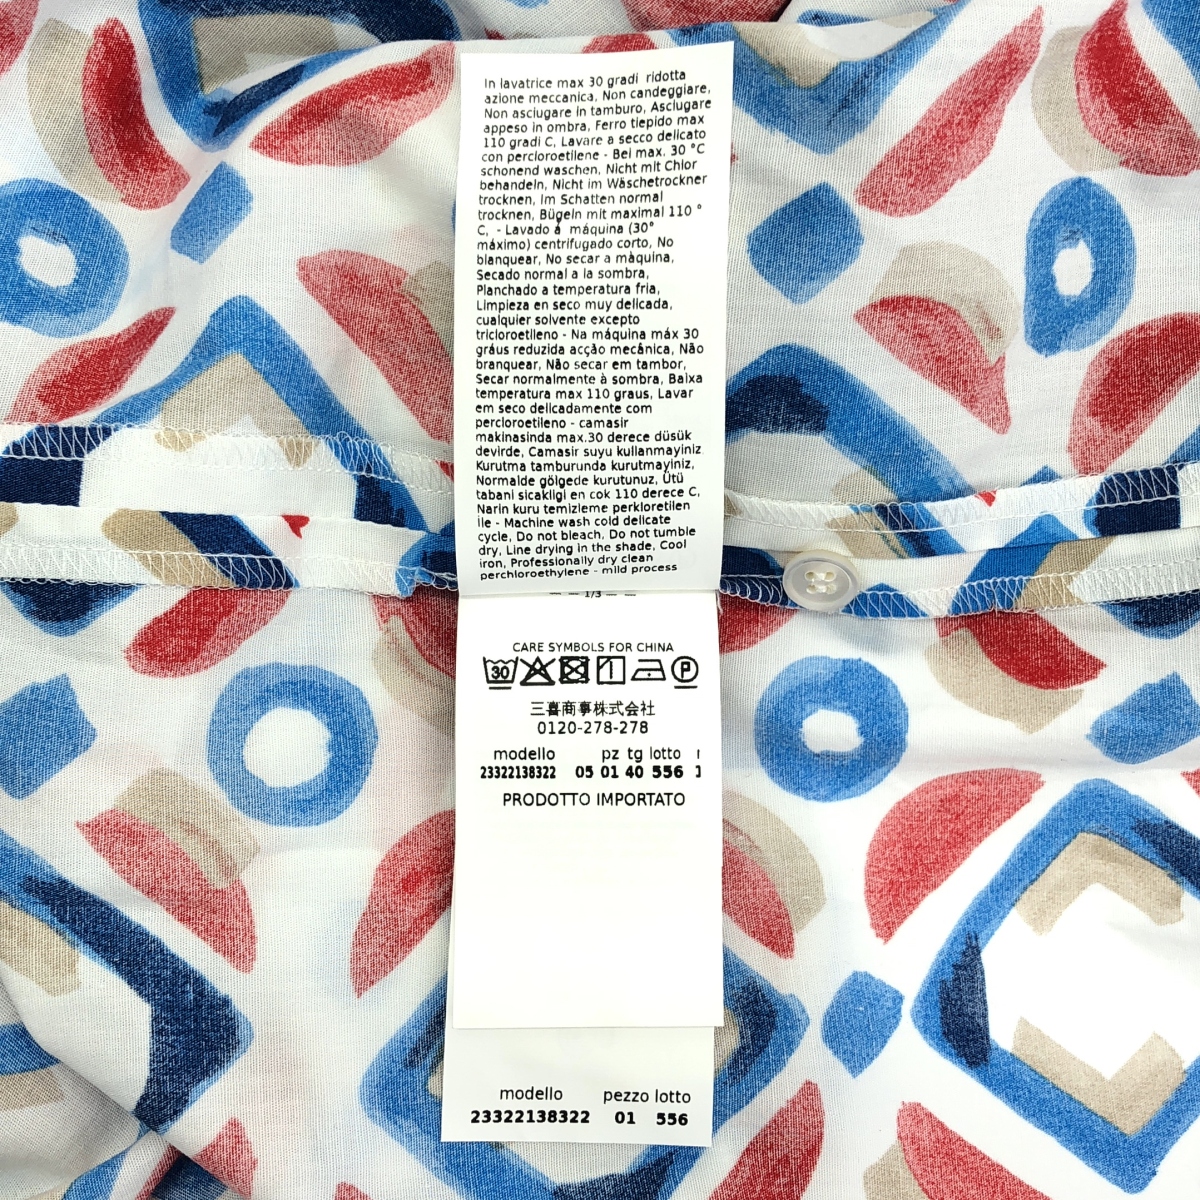 In lavatrice max 30 gradi ridotta
azione meccanica, Non candeggiare,
Non asciugare in tamburo, Asciugare
appeso in ombra, Ferro tiepido max
110 gradi C, Lavare a secco delicato
con percloroetilene - Bei max. 30 °C
schonend waschen, Nicht mit Chlor
behandeln, Nicht im Wäschetrockner
trocknen, Im Schatten normal
trocknen, Bügeln mit maximal 110 °
C, - Lavado á máquina (30°
máximo) centrifugado corto, No
blanquear, No secar a màquina,
Secado normal a la sombra,
Planchado a temperatura fria,
Limpieza en seco muy delicada,
cualquier solvente excepto
tricloroetileno - Na máquina máx 30
gráus reduzida acção mecânica, Não
branquear, Não secar em tambor,
Secar normalmente à sombra, Baixa
temperatura max 110 graus, Lavar
em seco delicadamente com
percloroetileno - camasir
makinasinda max.30 derece düsük
devirde, Camasir suyu kullanmayiniz
Kurutma tamburunda kurutmayiniz,
Normalde gölgede kurutunuz, Ütü
tabani sicakligi en cok 110 derece C,
Narin kuru temizleme perkloretilen
ile - Machine wash cold delicate
cycle, Do not bleach, Do not tumble
dry, Line drying in the shade, Cool
iron, Professionally dry clean
perchloroethylene - mild process
— — 1/3 — —
CARE SYMBOLS FOR CHINA
30 P
三喜商事株式会社
0120-278-278
modello pz tg lotto
23322138322 05 01 40 556
PRODOTTO IMPORTATO
modello pezzo lotto
23322138322 01 556